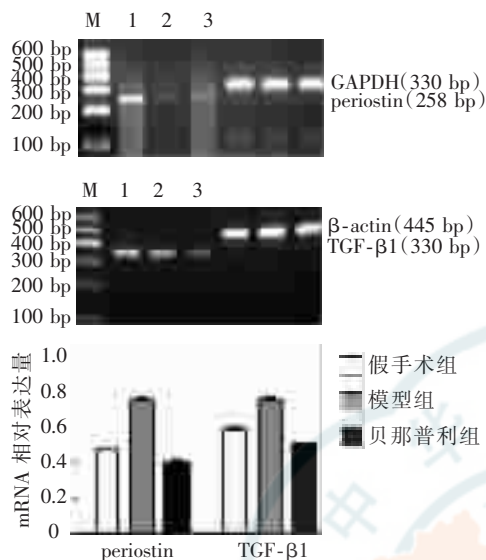 M 1 2 3
600 bp
500 bp
400 bp
300 bp
200 bp
100 bp
GAPDH(330 bp)
periostin(258 bp)
M 1 2 3
600 bp
500 bp
400 bp
300 bp
200 bp
100 bp
β-actin(445 bp)
TGF-β1(330 bp)
mRNA 相对表达量
1.0
0.8
0.6
0.4
0.2
0
periostin TGF-β1
假手术组
模型组
贝那普利组
中